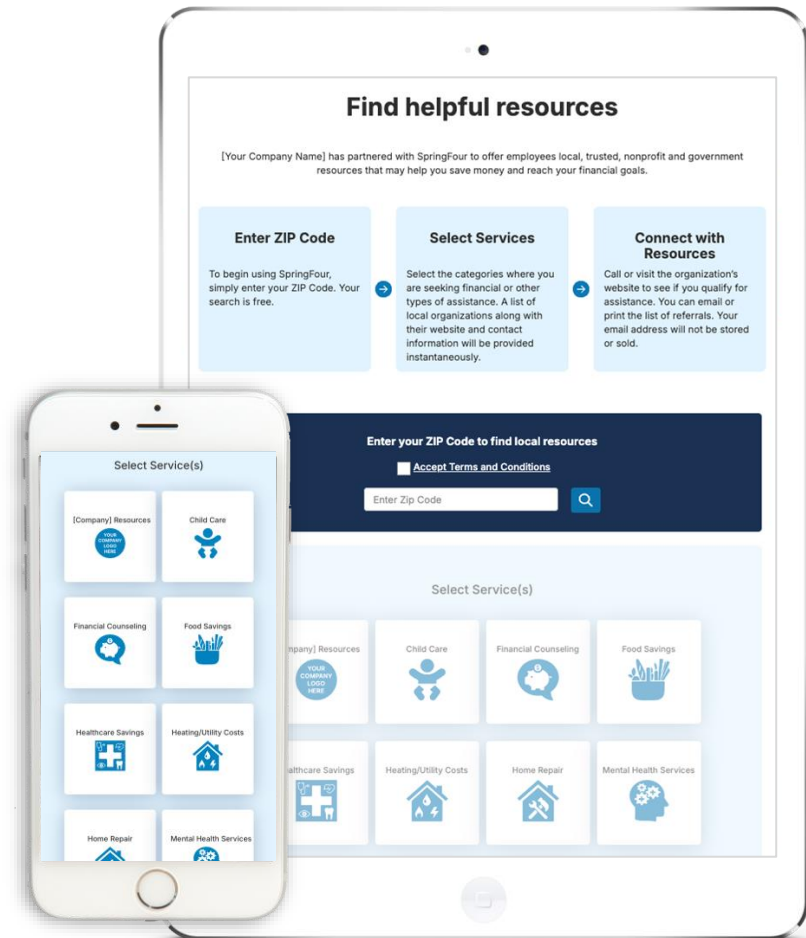 Find helpful resources
[Your Company Name] has partnered with SpringFour to offer employees local, trusted, nonprofit and government
resources that may help you save money and reach your financial goals.
Enter ZIP Code
To begin using SpringFour,
simply enter your ZIP Code. Your
search is free.
Select Services
Select the categories where you
are seeking financial or other
types of assistance. A list of
local organizations along with
their website and contact
information will be provided
instantaneously.
Connect with
Resources
Call or visit the organization's
website to see if you qualify for
assistance. You can email or
print the list of referrals. Your
email address will not be stored
or sold.
Enter your ZIP Code to find local resources
Accept Terms and Conditions
Enter Zip Code
Select Service(s)
mpany] Resources
YOUR
COMPANY
LOGO
HERE
Child Care
Financial Counseling
Food Savings
althcare Savings
Heating/Utility Costs
Home Repair
Mental Health Services
Select Service(s)
[Company] Resources
YOUR
COMPANY
LOGO
HERE
Child Care
Financial Counseling
Food Savings
Healthcare Savings
Heating/Utility Costs
Home Repair
Mental Health Services